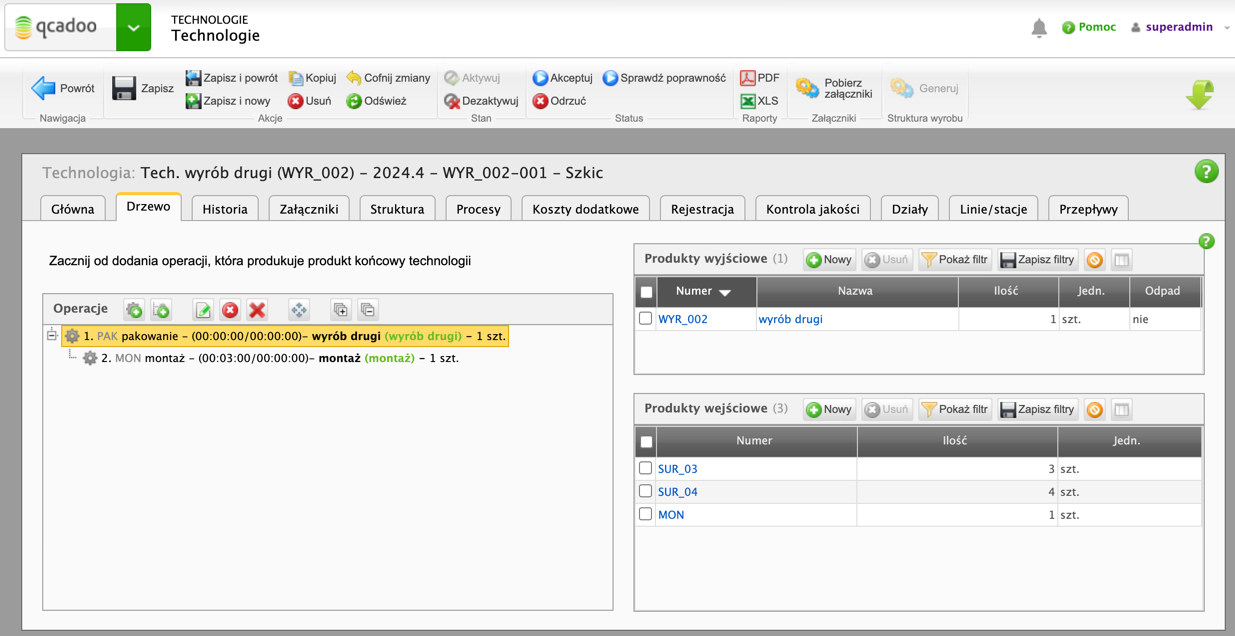 qcadoo
TECHNOLOGIE
Technologie
Pomoc
superadmin
Powrót
Nawigacja
Zapisz
Zapisz i powrót
Kopiuj
Cofnij zmiany
Zapisz i nowy
Usuń
Odśwież
Akcje
Aktywuj
Dezaktywuj
Stan
Akceptuj
Sprawdź poprawność
Odrzuć
Status
PDF
XLS
Raporty
Pobierz
załączniki
Załączniki
Generuj
Struktura wyrobu
Technologia: Tech. wyrób drugi (WYR_002) – 2024.4 – WYR_002-001 – Szkic
?
Główna
Drzewo
Historia
Załączniki
Struktura
Procesy
Koszty dodatkowe
Rejestracja
Kontrola jakości
Działy
Linie/stacje
Przepływy
?
Zacznij od dodania operacji, która produkuje produkt końcowy technologii
Operacje
1. PAK pakowanie – (00:00:00/00:00:00)– wyrób drugi (wyrób drugi) – 1 szt.
2. MON montaż – (00:03:00/00:00:00)– montaż (montaż) – 1 szt.
Produkty wyjściowe (1) Nowy Usuń Pokaż filtr Zapisz filtry
Numer Nazwa Ilość Jedn. Odpad
WYR_002 wyrób drugi 1 szt. nie
Produkty wejściowe (3) Nowy Usuń Pokaż filtr Zapisz filtry
Numer Ilość Jedn.
SUR_03 3 szt.
SUR_04 4 szt.
MON 1 szt.